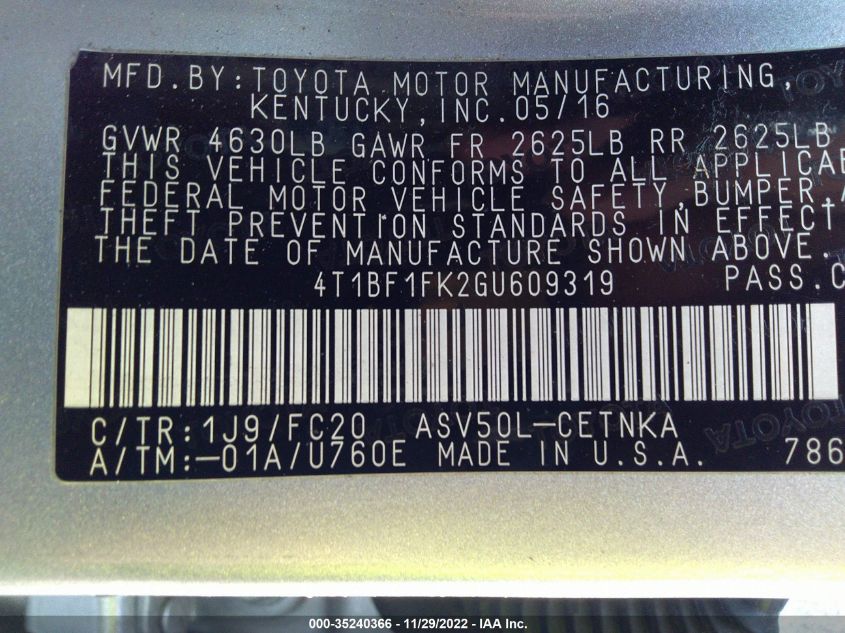 MFD.BY:TOYOTA MOTOR MANUFACTURING,
KENTUCKY,INC.05/16
GVWR 4630LB GAWR FR 2625LB RR 2625LB
THIS VEHICLE CONFORMS TO ALL APPLICAB
FEDERAL MOTOR VEHICLE SAFETY,BUMPER,A
THEFT PREVENTION STANDARDS IN EFFECT
THE DATE OF MANUFACTURE SHOWN ABOVE.
4T1BF1FK2GU609319 PASS.C
C/TR:1J9/FC20 ASV50L-CETNKA
A/TM:-01A/U760E MADE IN U.S.A. 786
000-35240366 - 11/29/2022 - IAA Inc.